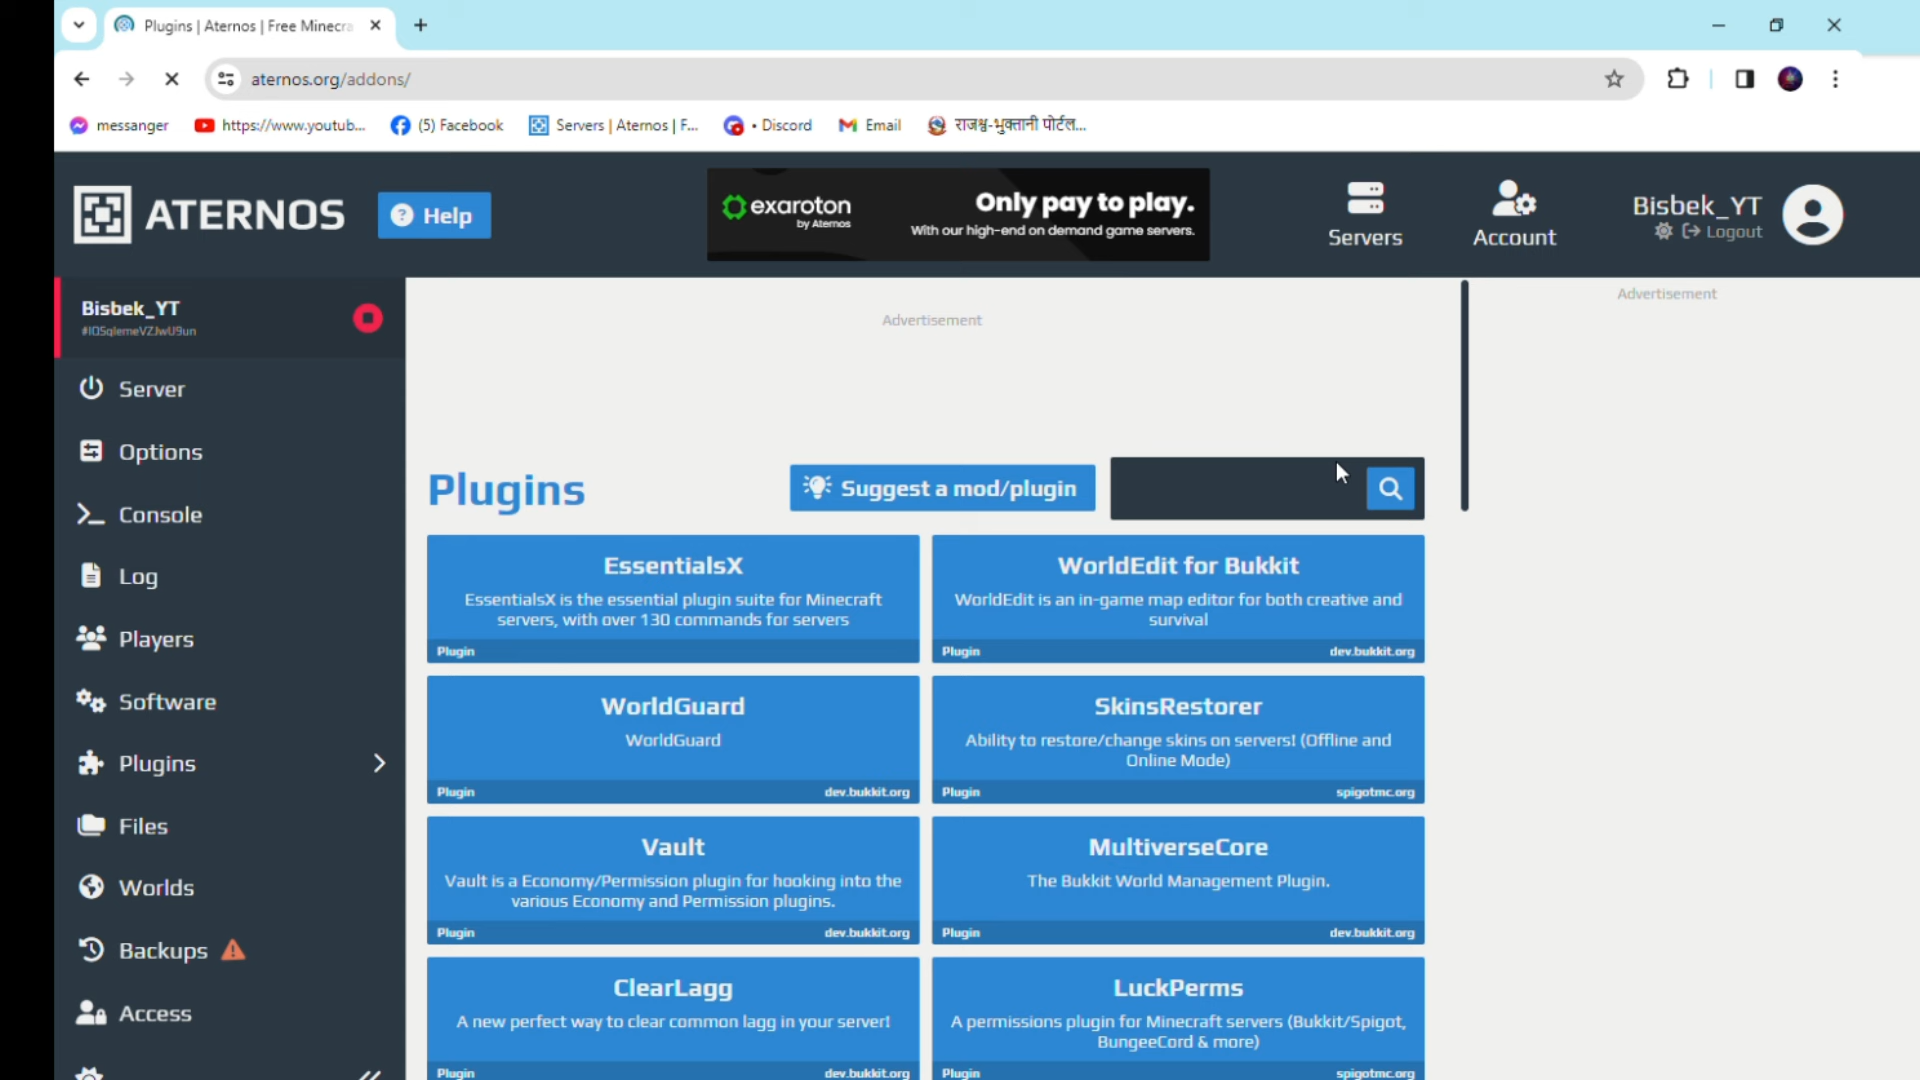 Plugins | Aternos | Free Minecra
aternos.org/addons/
messanger
https://www.youtub...
(5) Facebook
Servers | Aternos | F...
• Discord
Email
राजश्व-भुक्तानी पोर्टल...
ATERNOS
Help
exaroton
by Aternos
Only pay to play.
With our high-end on demand game servers.
Servers
Account
Bisbek_YT
Logout
Bisbek_YT
Server
Options
Console
Log
Players
Software
Plugins
Files
Worlds
Backups
Access
Advertisement
Advertisement
Plugins
Suggest a mod/plugin
EssentialsX
EssentialsX is the essential plugin suite for Minecraft
servers, with over 130 commands for servers
Plugin
WorldEdit for Bukkit
WorldEdit is an in-game map editor for both creative and
survival
Plugin
dev.bukkit.org
WorldGuard
WorldGuard
Plugin
dev.bukkit.org
SkinsRestorer
Ability to restore/change skins on servers! (Offline and
Online Mode)
Plugin
spigotmc.org
Vault
Vault is a Economy/Permission plugin for hooking into the
various Economy and Permission plugins.
Plugin
dev.bukkit.org
MultiverseCore
The Bukkit World Management Plugin.
Plugin
dev.bukkit.org
ClearLagg
A new perfect way to clear common lagg in your server!
Plugin
dev.bukkit.org
LuckPerms
A permissions plugin for Minecraft servers (Bukkit/Spigot,
BungeeCord & more)
Plugin
spigotmc.org